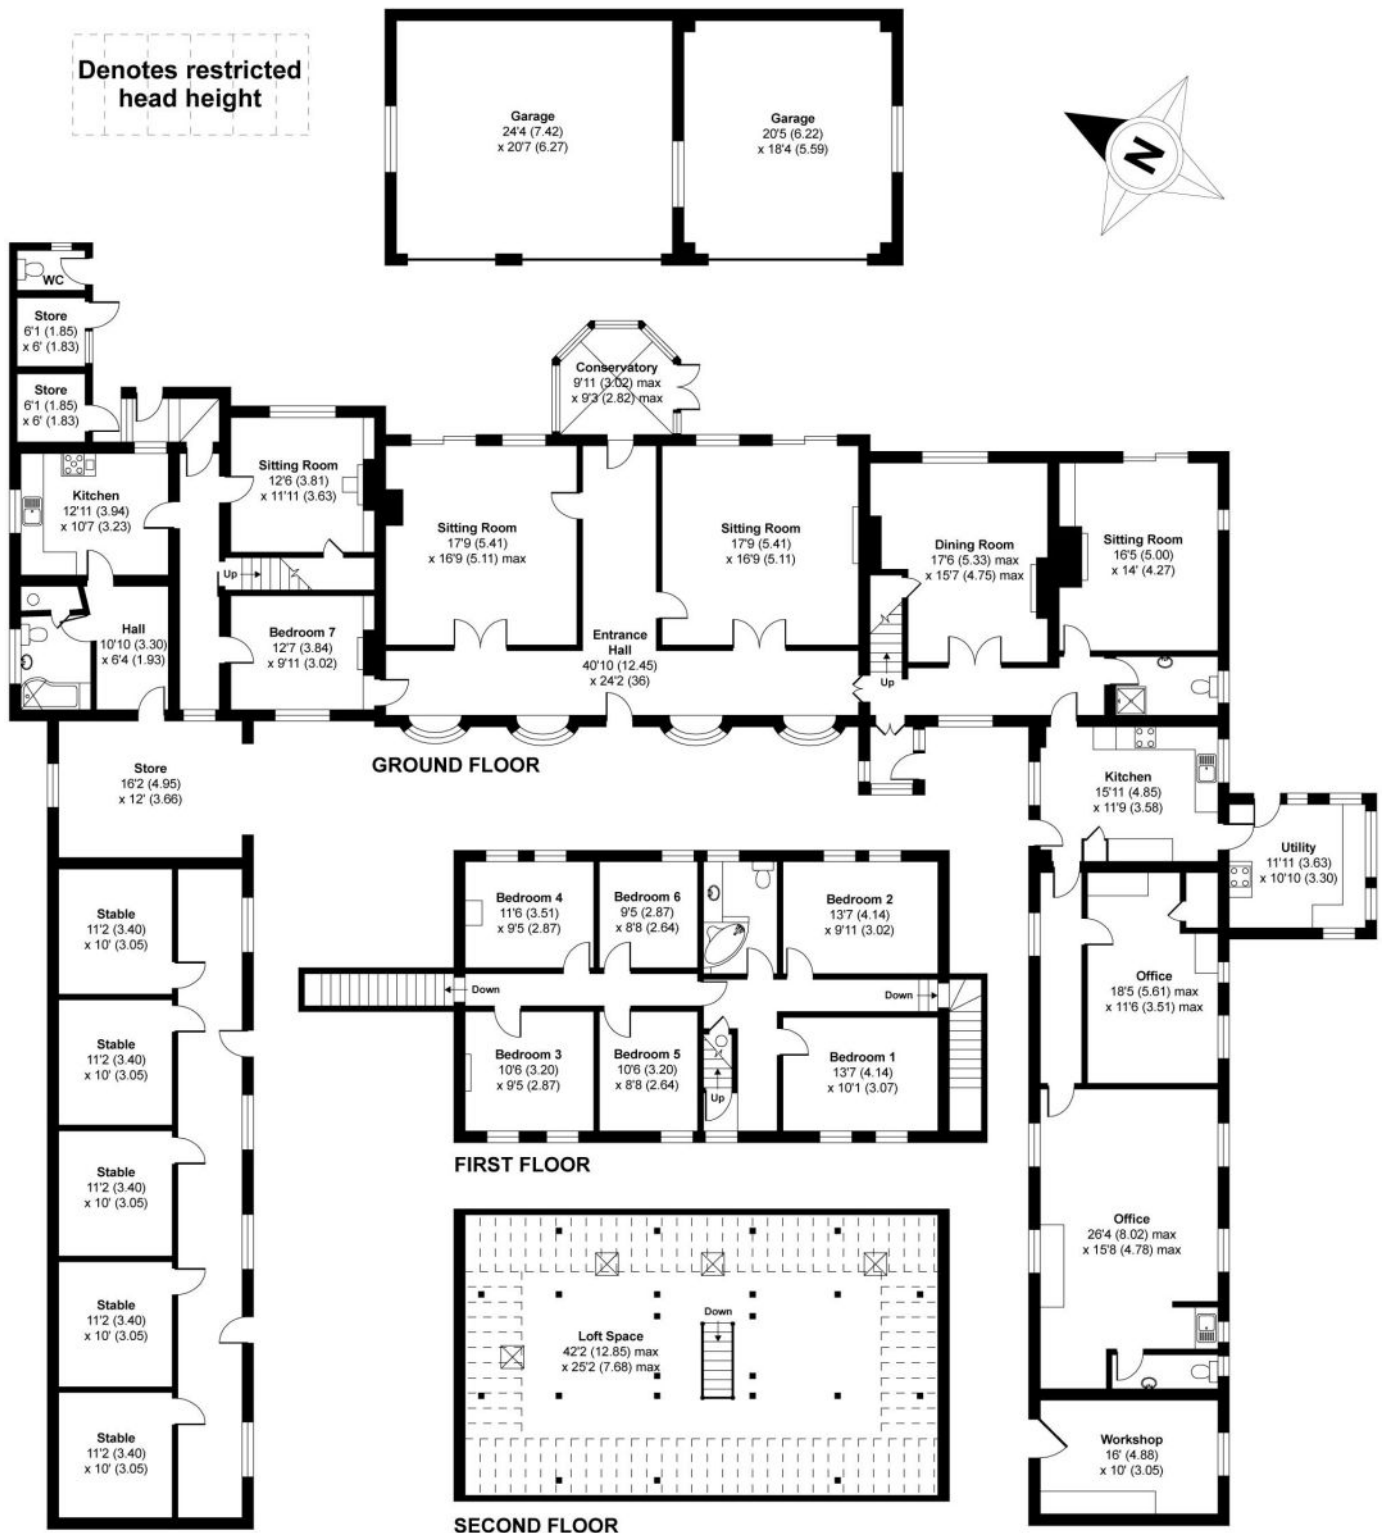 Denotes restricted
head height
Garage
24'4 (7.42)
x 20'7 (6.27)
Garage
20'5 (6.22)
x 18'4 (5.59)
N
WC
Store
6'1 (1.85)
x 6' (1.83)
Store
6'1 (1.85)
x 6' (1.83)
Conservatory
9'11 (3.02) max
x 9'3 (2.82) max
Kitchen
12'11 (3.94)
x 10'7 (3.23)
Sitting Room
12'6 (3.81)
x 11'11 (3.63)
Sitting Room
17'9 (5.41)
x 16'9 (5.11) max
Sitting Room
17'9 (5.41)
x 16'9 (5.11)
Dining Room
17'6 (5.33) max
x 15'7 (4.75) max
Sitting Room
16'5 (5.00)
x 14' (4.27)
Up
Hall
10'10 (3.30)
x 6'4 (1.93)
Bedroom 7
12'7 (3.84)
x 9'11 (3.02)
Entrance
Hall
40'10 (12.45)
x 24'2 (36)
Up
GROUND FLOOR
Store
16'2 (4.95)
x 12' (3.66)
Kitchen
15'11 (4.85)
x 11'9 (3.58)
Utility
11'11 (3.63)
x 10'10 (3.30)
Stable
11'2 (3.40)
x 10' (3.05)
Stable
11'2 (3.40)
x 10' (3.05)
Stable
11'2 (3.40)
x 10' (3.05)
Stable
11'2 (3.40)
x 10' (3.05)
Stable
11'2 (3.40)
x 10' (3.05)
Bedroom 4
11'6 (3.51)
x 9'5 (2.87)
Bedroom 6
9'5 (2.87)
x 8'8 (2.64)
Bedroom 2
13'7 (4.14)
x 9'11 (3.02)
Down
Down
Bedroom 3
10'6 (3.20)
x 9'5 (2.87)
Bedroom 5
10'6 (3.20)
x 8'8 (2.64)
Up
Bedroom 1
13'7 (4.14)
x 10'1 (3.07)
FIRST FLOOR
Office
18'5 (5.61) max
x 11'6 (3.51) max
Office
26'4 (8.02) max
x 15'8 (4.78) max
Down
Loft Space
42'2 (12.85) max
x 25'2 (7.68) max
Workshop
16' (4.88)
x 10' (3.05)
SECOND FLOOR